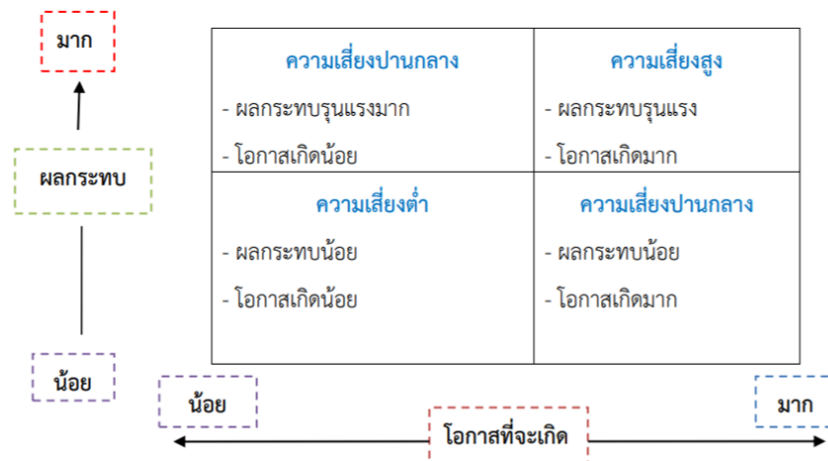 มาก
ผลกระทบ
น้อย
ความเสี่ยงปานกลาง
- ผลกระทบรุนแรงมาก
- โอกาสเกิดน้อย
ความเสี่ยงสูง
- ผลกระทบรุนแรง
- โอกาสเกิดมาก
ความเสี่ยงต่ำ
- ผลกระทบน้อย
- โอกาสเกิดน้อย
ความเสี่ยงปานกลาง
- ผลกระทบน้อย
- โอกาสเกิดมาก
น้อย
โอกาสที่จะเกิด
มาก